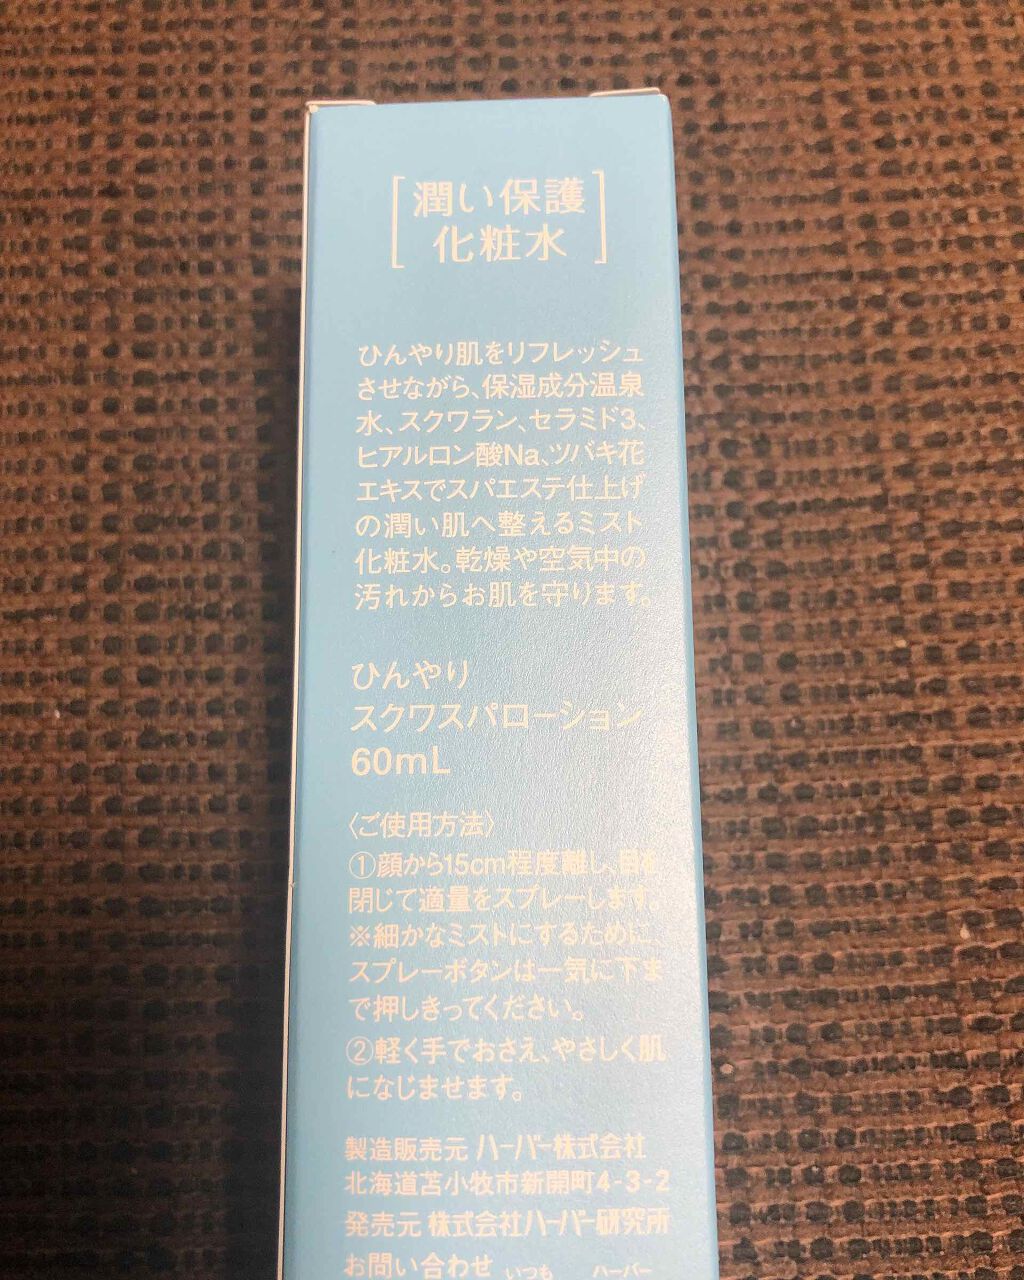 潤い保護
化粧水
ひんやり肌をリフレッシュ
させながら、保湿成分温泉
水、スクワラン、セラミド3、
ヒアルロン酸Na、ツバキ花
エキスでスパエステ仕上げ
の潤い肌へ整えるミスト
化粧水。乾燥や空気中の
汚れからお肌を守ります。
ひんやり
スクワスパローション
60mL
〈ご使用方法〉
①顔から15cm程度離し、目を
閉じて適量をスプレーします。
※細かなミストにするために、
スプレーボタンは一気に下ま
で押しきってください。
②軽く手でおさえ、やさしく肌
になじませます。
製造販売元 ハーバー株式会社
北海道苫小牧市新開町4-3-2
発売元 株式会社ハーバー研究所
お問い合わせ いつも ハーバー